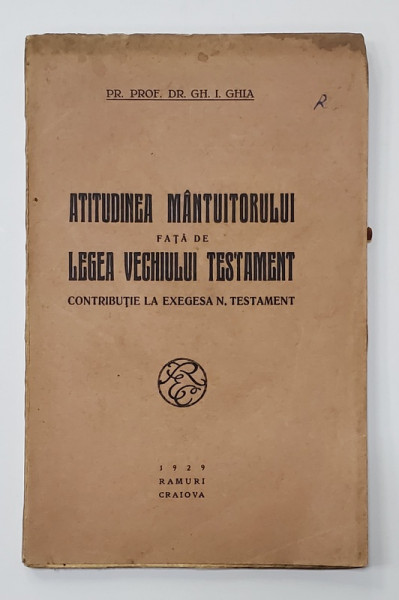 PR. PROF. DR. GH. I. GHIA
R
ATITUDINEA MÂNTUITORULUI
FAȚĂ DE
LEGEA VECHIULUI TESTAMENT
CONTRIBUȚIE LA EXEGESA N. TESTAMENT
1929
RAMURI
CRAIOVA